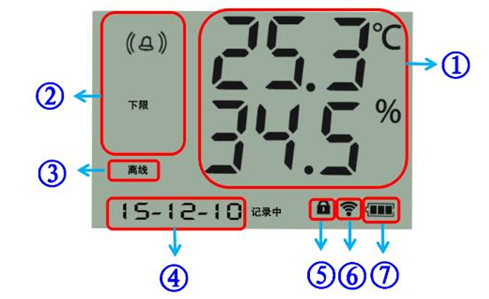 25.3℃
①
②
下限
34.5%
③
离线
15-12-10 记录中
④
⑤ ⑥ ⑦